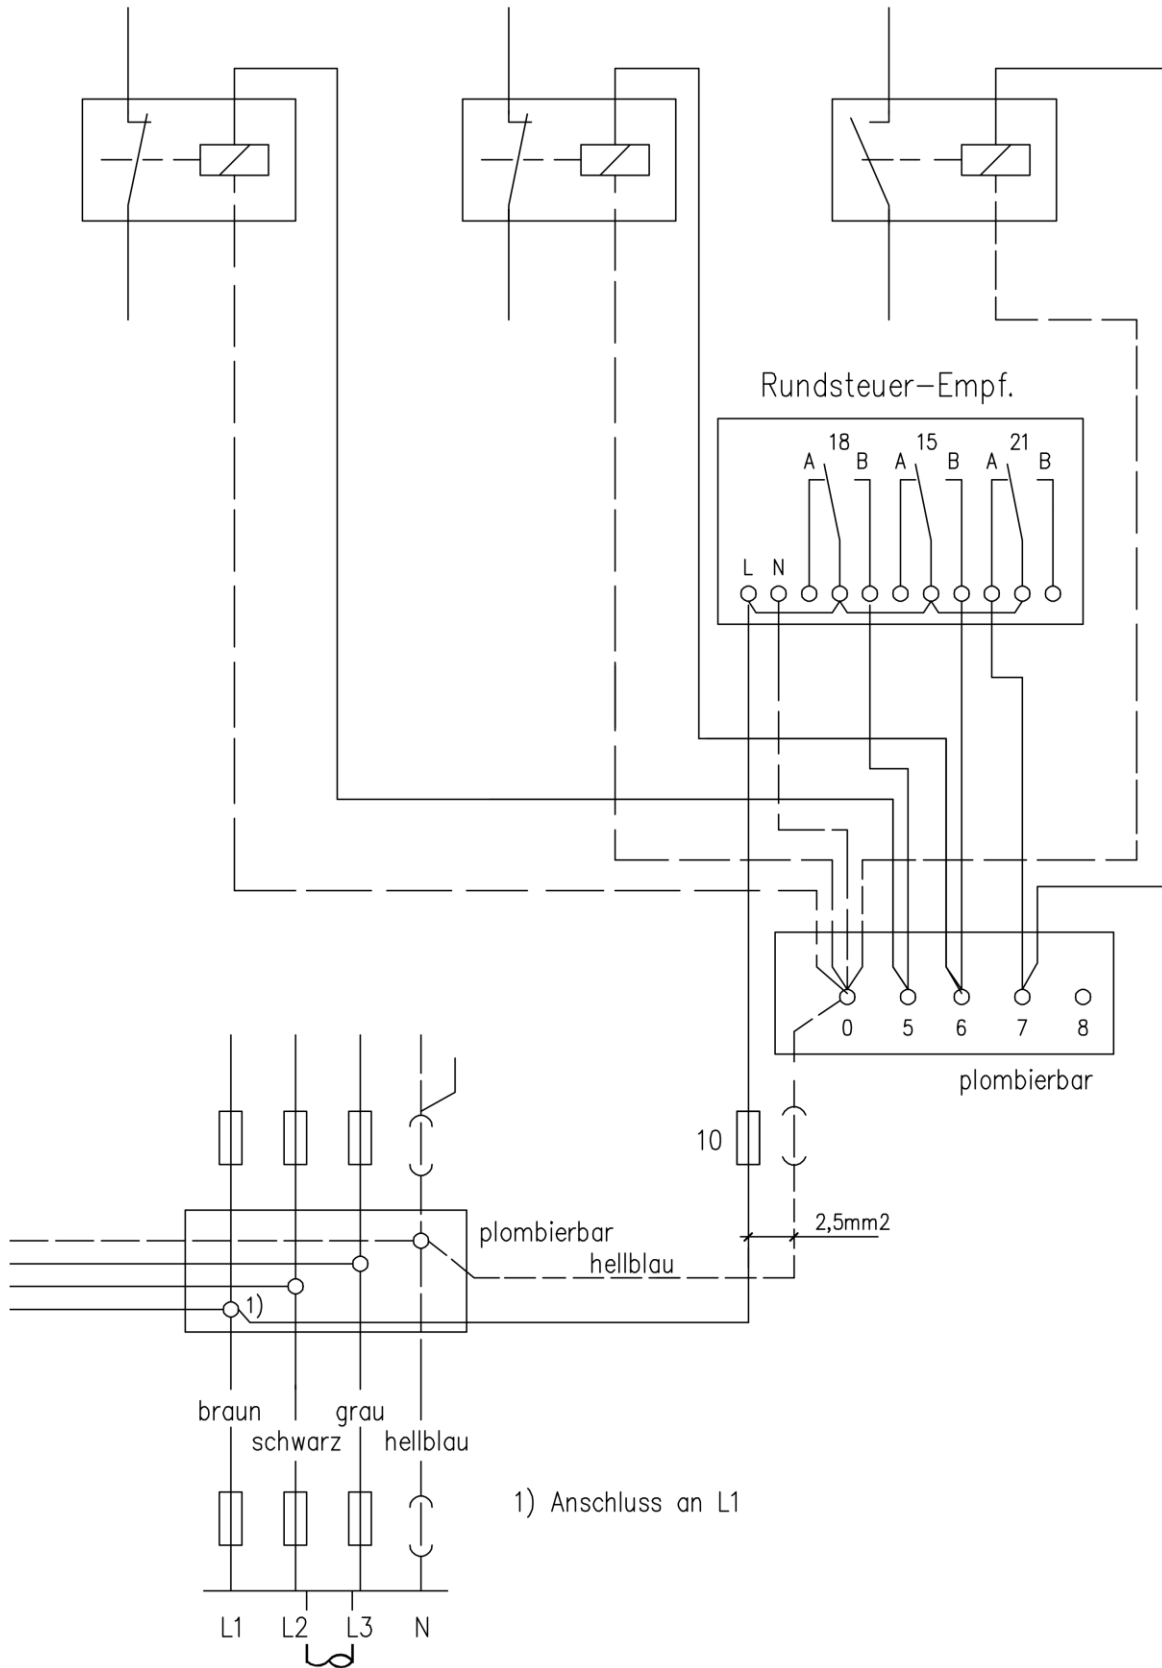 Rundsteuer-Empf.
18 15 21
A B A B A B
L N
0 5 6 7 8
plombierbar
10
2,5mm2
plombierbar
hellblau
1)
braun grau
schwarz hellblau
1) Anschluss an L1
L1 L2 L3 N